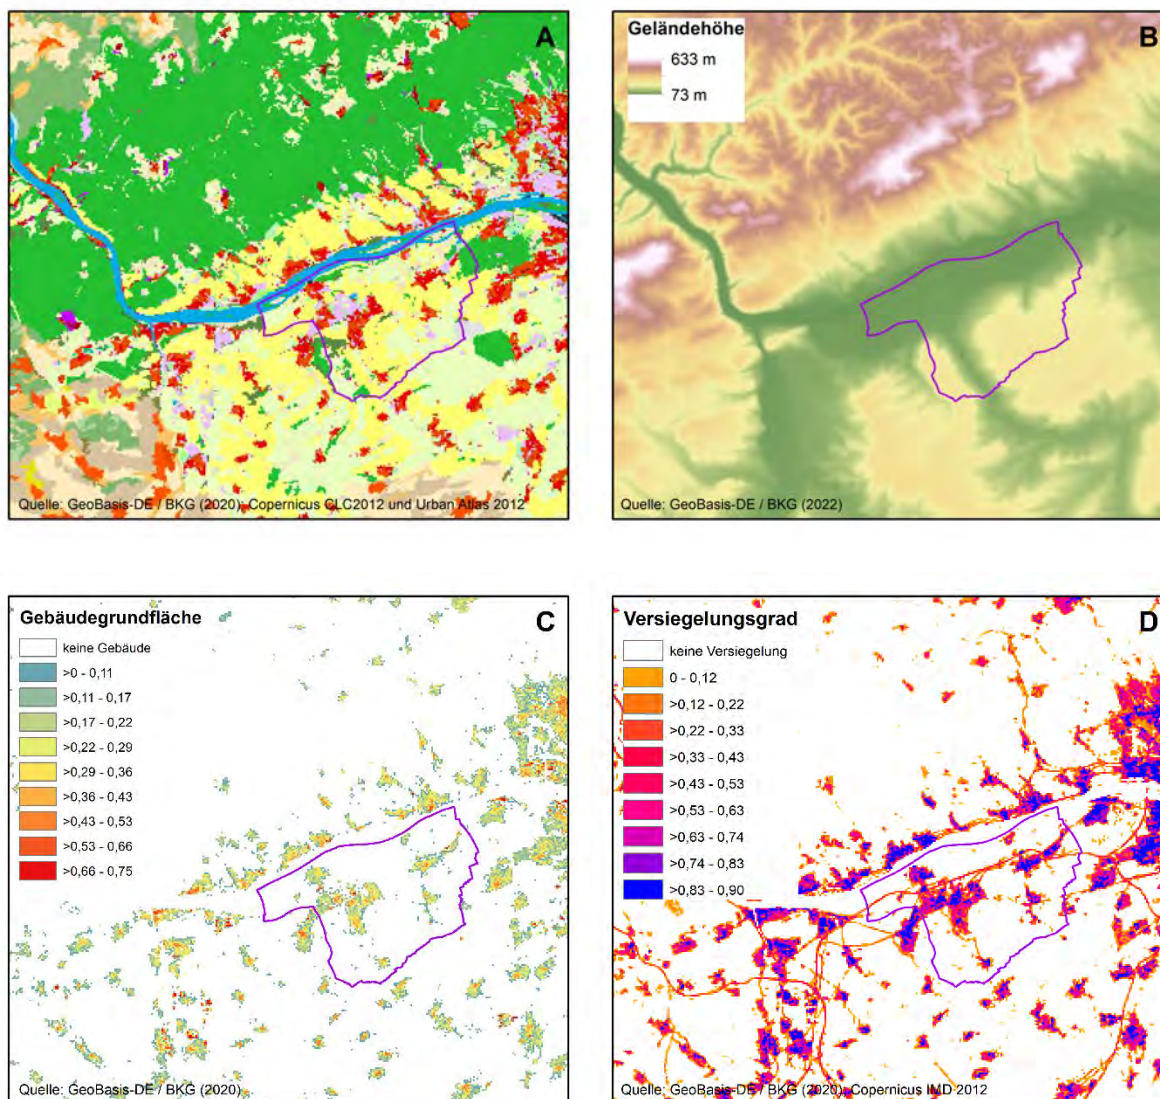 A
Quelle: GeoBasis-DE / BKG (2020); Copernicus CLC2012 und Urban Atlas 2012
B
Geländehöhe
633 m
73 m
Quelle: GeoBasis-DE / BKG (2022)
C
Gebäudegrundfläche
keine Gebäude
>0 - 0,11
>0,11 - 0,17
>0,17 - 0,22
>0,22 - 0,29
>0,29 - 0,36
>0,36 - 0,43
>0,43 - 0,53
>0,53 - 0,66
>0,66 - 0,75
Quelle: GeoBasis-DE / BKG (2020)
D
Versiegelungsgrad
keine Versiegelung
0 - 0,12
>0,12 - 0,22
>0,22 - 0,33
>0,33 - 0,43
>0,43 - 0,53
>0,53 - 0,63
>0,63 - 0,74
>0,74 - 0,83
>0,83 - 0,90
Quelle: GeoBasis-DE / BKG (2020); Copernicus IMD 2012